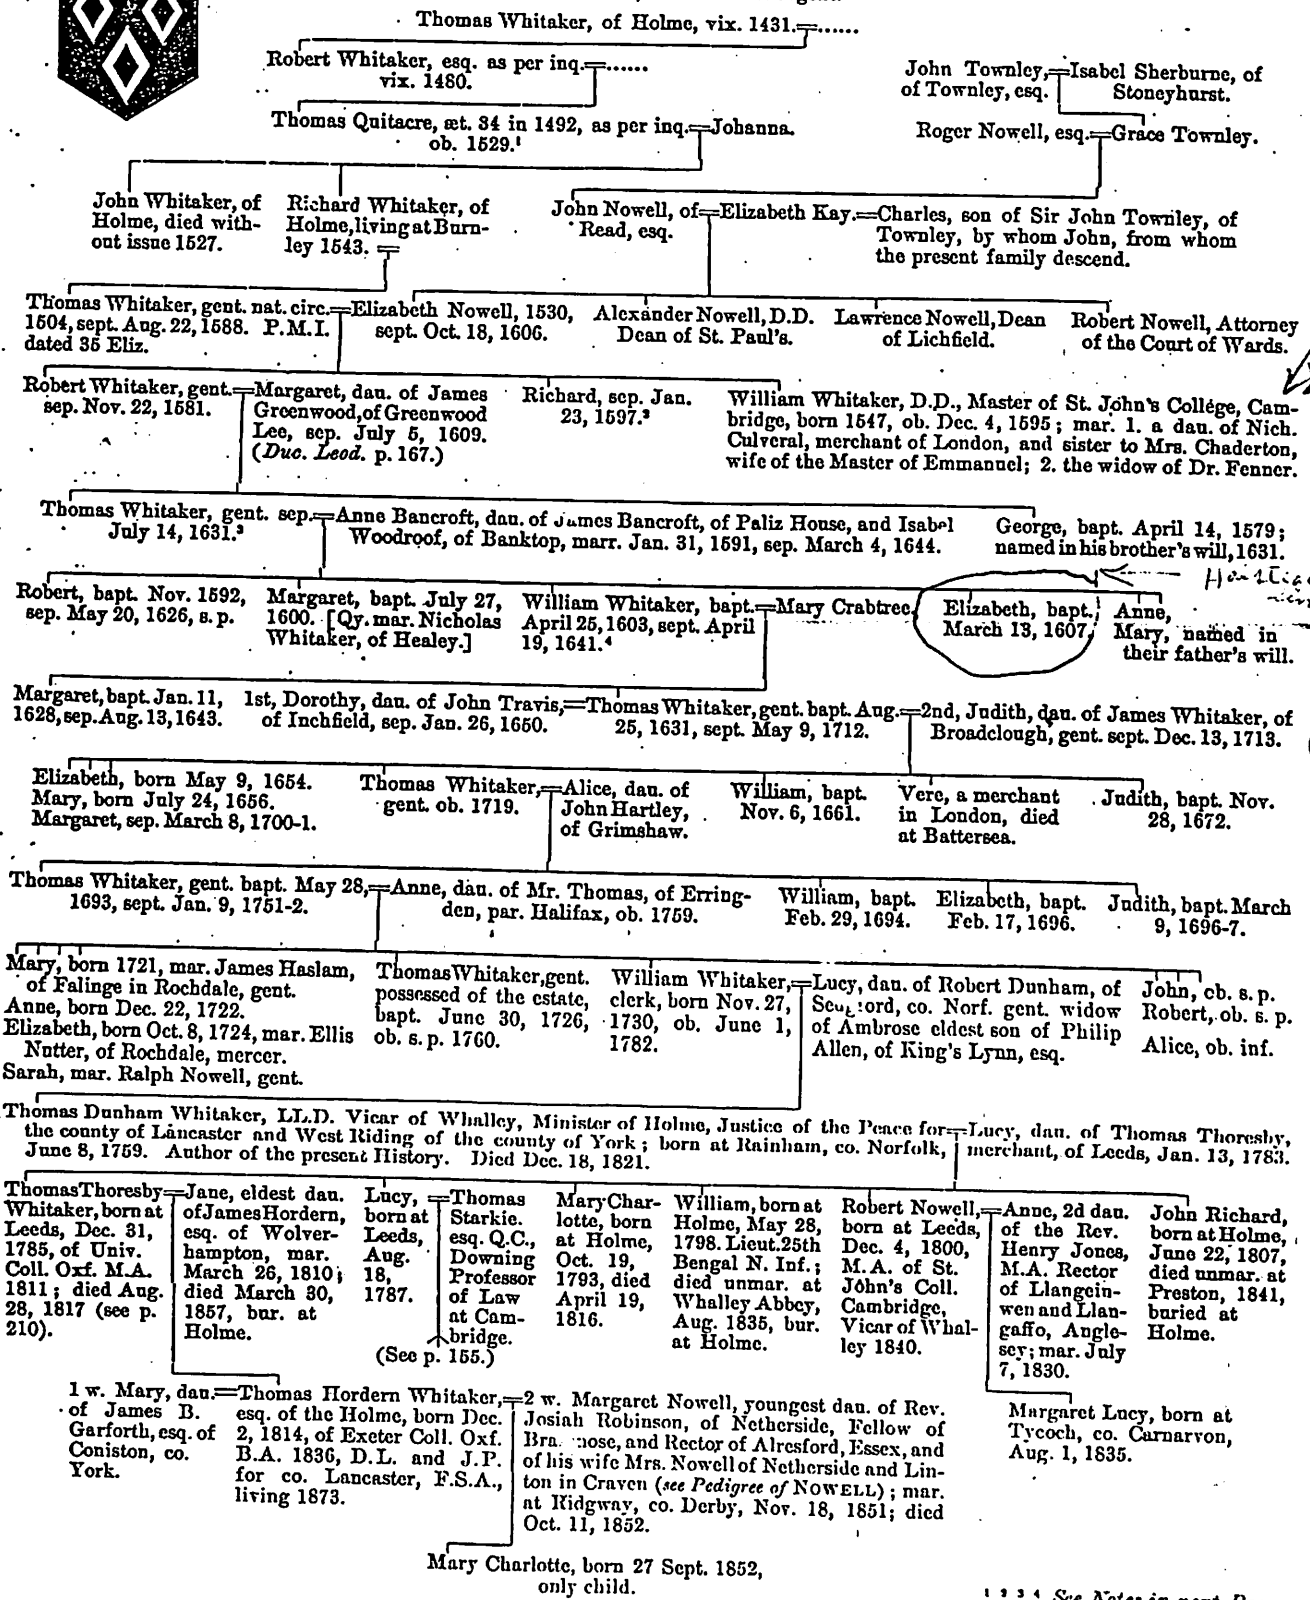 Thomas Whitaker, of Holme, vix. 1431.=......
Robert Whitaker, esq. as per inq.=......
vix. 1480.
John Townley,=Isabel Sherburne, of
of Townley, esq. Stoneyhurst.
Thomas Quitacre, æt. 34 in 1492, as per inq.=Johanna.
ob. 1529.¹
Roger Nowell, esq.=Grace Townley.
John Whitaker, of
Holme, died with-
out issue 1527.
Richard Whitaker, of
Holme, living at Burn-
ley 1543. =
John Nowell, of=Elizabeth Kay.=Charles, son of Sir John Townley, of
Read, esq.
Townley, by whom John, from whom
the present family descend.
Thomas Whitaker, gent. nat. circ.=Elizabeth Nowell, 1530,
1504, sept. Aug. 22, 1588. P.M.I. sept. Oct. 18, 1606.
dated 35 Eliz.
Alexander Nowell, D.D.
Dean of St. Paul's.
Lawrence Nowell, Dean
of Lichfield.
Robert Nowell, Attorney
of the Court of Wards.
Robert Whitaker, gent.=Margaret, dau. of James
sep. Nov. 22, 1581. Greenwood, of Greenwood
Lee, sep. July 5, 1609.
(Duc. Leod. p. 167.)
Richard, sep. Jan.
23, 1597.²
William Whitaker, D.D., Master of St. John's College, Cam-
bridge, born 1547, ob. Dec. 4, 1595; mar. 1. a dau. of Nich.
Culveral, merchant of London, and sister to Mrs. Chaderton,
wife of the Master of Emmanuel; 2. the widow of Dr. Fenner.
Thomas Whitaker, gent. sep.=Anne Bancroft, dau. of James Bancroft, of Paliz House, and Isabel
July 14, 1631.³ Woodroof, of Banktop, marr. Jan. 31, 1591, sep. March 4, 1644.
George, bapt. April 14, 1579;
named in his brother's will, 1631.
Robert, bapt. Nov. 1592,
sep. May 20, 1626, s. p.
Margaret, bapt. July 27,
1600. [Qy. mar. Nicholas
Whitaker, of Healey.]
William Whitaker, bapt.=Mary Crabtree.
April 25, 1603, sept. April
19, 1641.⁴
Elizabeth, bapt.
March 13, 1607.
Anne,
Mary, named in
their father's will.
Margaret, bapt. Jan. 11,
1628, sep. Aug. 13, 1643.
1st, Dorothy, dau. of John Travis,=Thomas Whitaker, gent. bapt. Aug.=2nd, Judith, dau. of James Whitaker, of
of Inchfield, sep. Jan. 26, 1650. 25, 1631, sept. May 9, 1712. Broadclough, gent. sept. Dec. 13, 1713.
Elizabeth, born May 9, 1654.
Mary, born July 24, 1656.
Margaret, sep. March 8, 1700-1.
Thomas Whitaker,=Alice, dau. of
gent. ob. 1719. John Hartley,
of Grimshaw.
William, bapt.
Nov. 6, 1661.
Vere, a merchant
in London, died
at Battersea.
Judith, bapt. Nov.
28, 1672.
Thomas Whitaker, gent. bapt. May 28,=Anne, dau. of Mr. Thomas, of Erring-
1693, sept. Jan. 9, 1751-2. den, par. Halifax, ob. 1759.
William, bapt.
Feb. 29, 1694.
Elizabeth, bapt.
Feb. 17, 1696.
Judith, bapt. March
9, 1696-7.
Mary, born 1721, mar. James Haslam,
of Falinge in Rochdale, gent.
Anne, born Dec. 22, 1722.
Elizabeth, born Oct. 8, 1724, mar. Ellis
Nutter, of Rochdale, mercer.
Sarah, mar. Ralph Nowell, gent.
Thomas Whitaker, gent.
possessed of the estate,
bapt. June 30, 1726,
ob. s. p. 1760.
William Whitaker,=Lucy, dau. of Robert Dunham, of
clerk, born Nov. 27, co. Norf. gent. widow
1730, ob. June 1, of Ambrose eldest son of Philip
1782. Allen, of King's Lynn, esq.
John, ob. s. p.
Robert, ob. s. p.
Alice, ob. inf.
Thomas Dunham Whitaker, LL.D. Vicar of Whalley, Minister of Holme, Justice of the Peace for=Lucy, dau. of Thomas Thoresby,
the county of Lancaster and West Riding of the county of York; born at Rainham, co. Norfolk, merchant, of Leeds, Jan. 13, 1783.
June 8, 1759. Author of the present History. Died Dec. 18, 1821.
Thomas Thoresby=Jane, eldest dau.
Whitaker, born at of James Hordern,
Leeds, Dec. 31, esq. of Wolver-
1785, of Univ. hampton, mar.
Coll. Oxf. M.A. March 26, 1810;
1811; died Aug. died March 30,
28, 1817 (see p. 1857, bur. at
210). Holme.
Lucy,=Thomas
born at Starkie.
Leeds, esq. Q.C.,
Aug. Downing
18, Professor
1787. of Law
at Cam-
bridge.
(See p. 155.)
Mary Char-
lotte, born
at Holme,
Oct. 19,
1793, died
April 19,
1816.
William, born at
Holme, May 28,
1798. Lieut. 25th
Bengal N. Inf.;
died unmar. at
Whalley Abbey,
Aug. 1835, bur.
at Holme.
Robert Nowell,=Anne, 2d dau.
born at Leeds, of the Rev.
Dec. 4, 1800, Henry Jones,
M.A. of St. M.A. Rector
John's Coll. of Llangein-
Cambridge, wen and Llan-
Vicar of Whal- gaffo, Angle-
ley 1840. sey; mar. July
7, 1830.
John Richard,
born at Holme,
June 22, 1807,
died unmar. at
Preston, 1841,
buried at
Holme.
1 w. Mary, dau.=Thomas Hordern Whitaker,=2 w. Margaret Nowell, youngest dau. of Rev.
of James B. esq. of the Holme, born Dec. Josiah Robinson, of Netherside, Fellow of
Garforth, esq. of 2, 1814, of Exeter Coll. Oxf. and Rector of Alresford, Essex, and
Coniston, co. B.A. 1836, D.L. and J.P. of his wife Mrs. Nowell of Netherside and Lin-
York. for co. Lancaster, F.S.A., ton in Craven (see Pedigree of NOWELL); mar.
living 1873. at Ridgway, co. Derby, Nov. 18, 1851; died
Oct. 11, 1852.
Margaret Lucy, born at
Tycoch, co. Carnarvon,
Aug. 1, 1835.
Mary Charlotte, born 27 Sept. 1852,
only child.
1 2 3 4 See Notes in next